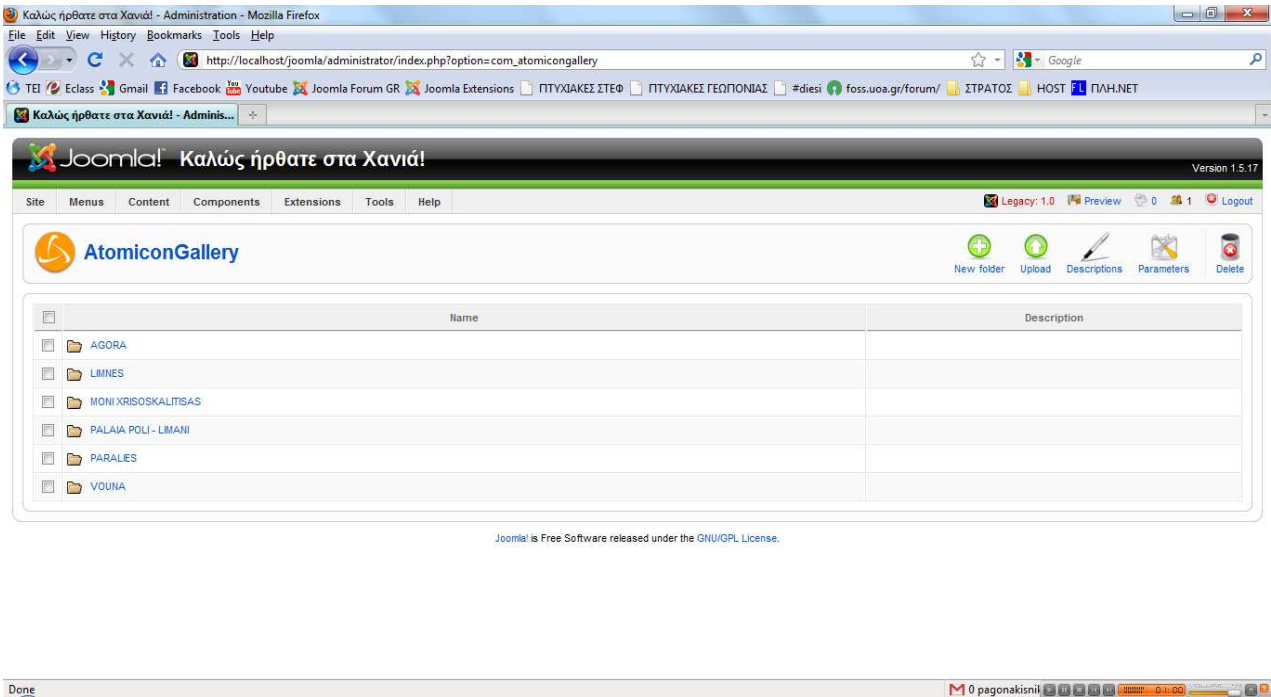 Καλώς ήρθατε στα Χανιά! - Administration - Mozilla Firefox
File Edit View History Bookmarks Tools Help
http://localhost/joomla/administrator/index.php?option=com_atomicongallery Google
TEI Eclass Gmail Facebook Youtube Joomla Forum GR Joomla Extensions ΠΤΥΧΙΑΚΕΣ ΣΤΕΦ ΠΤΥΧΙΑΚΕΣ ΓΕΩΠΟΝΙΑΣ #diesi foss.uoa.gr/forum/ ΣΤΡΑΤΟΣ HOST FL ΠΛΗ.ΝΕΤ
Καλώς ήρθατε στα Χανιά! - Adminis...
Joomla! Καλώς ήρθατε στα Χανιά!
Version 1.5.17
Site Menus Content Components Extensions Tools Help Legacy: 1.0 Preview 0 1 Logout
AtomiconGallery
New folder Upload Descriptions Parameters Delete
Name Description
AGORA
LIMNES
MONI XRISOSKALITISAS
PALAIA POLI - LIMANI
PARALIES
VOUNA
Joomla! is Free Software released under the GNU/GPL License.
Done 0 pagonakisnik 01:00